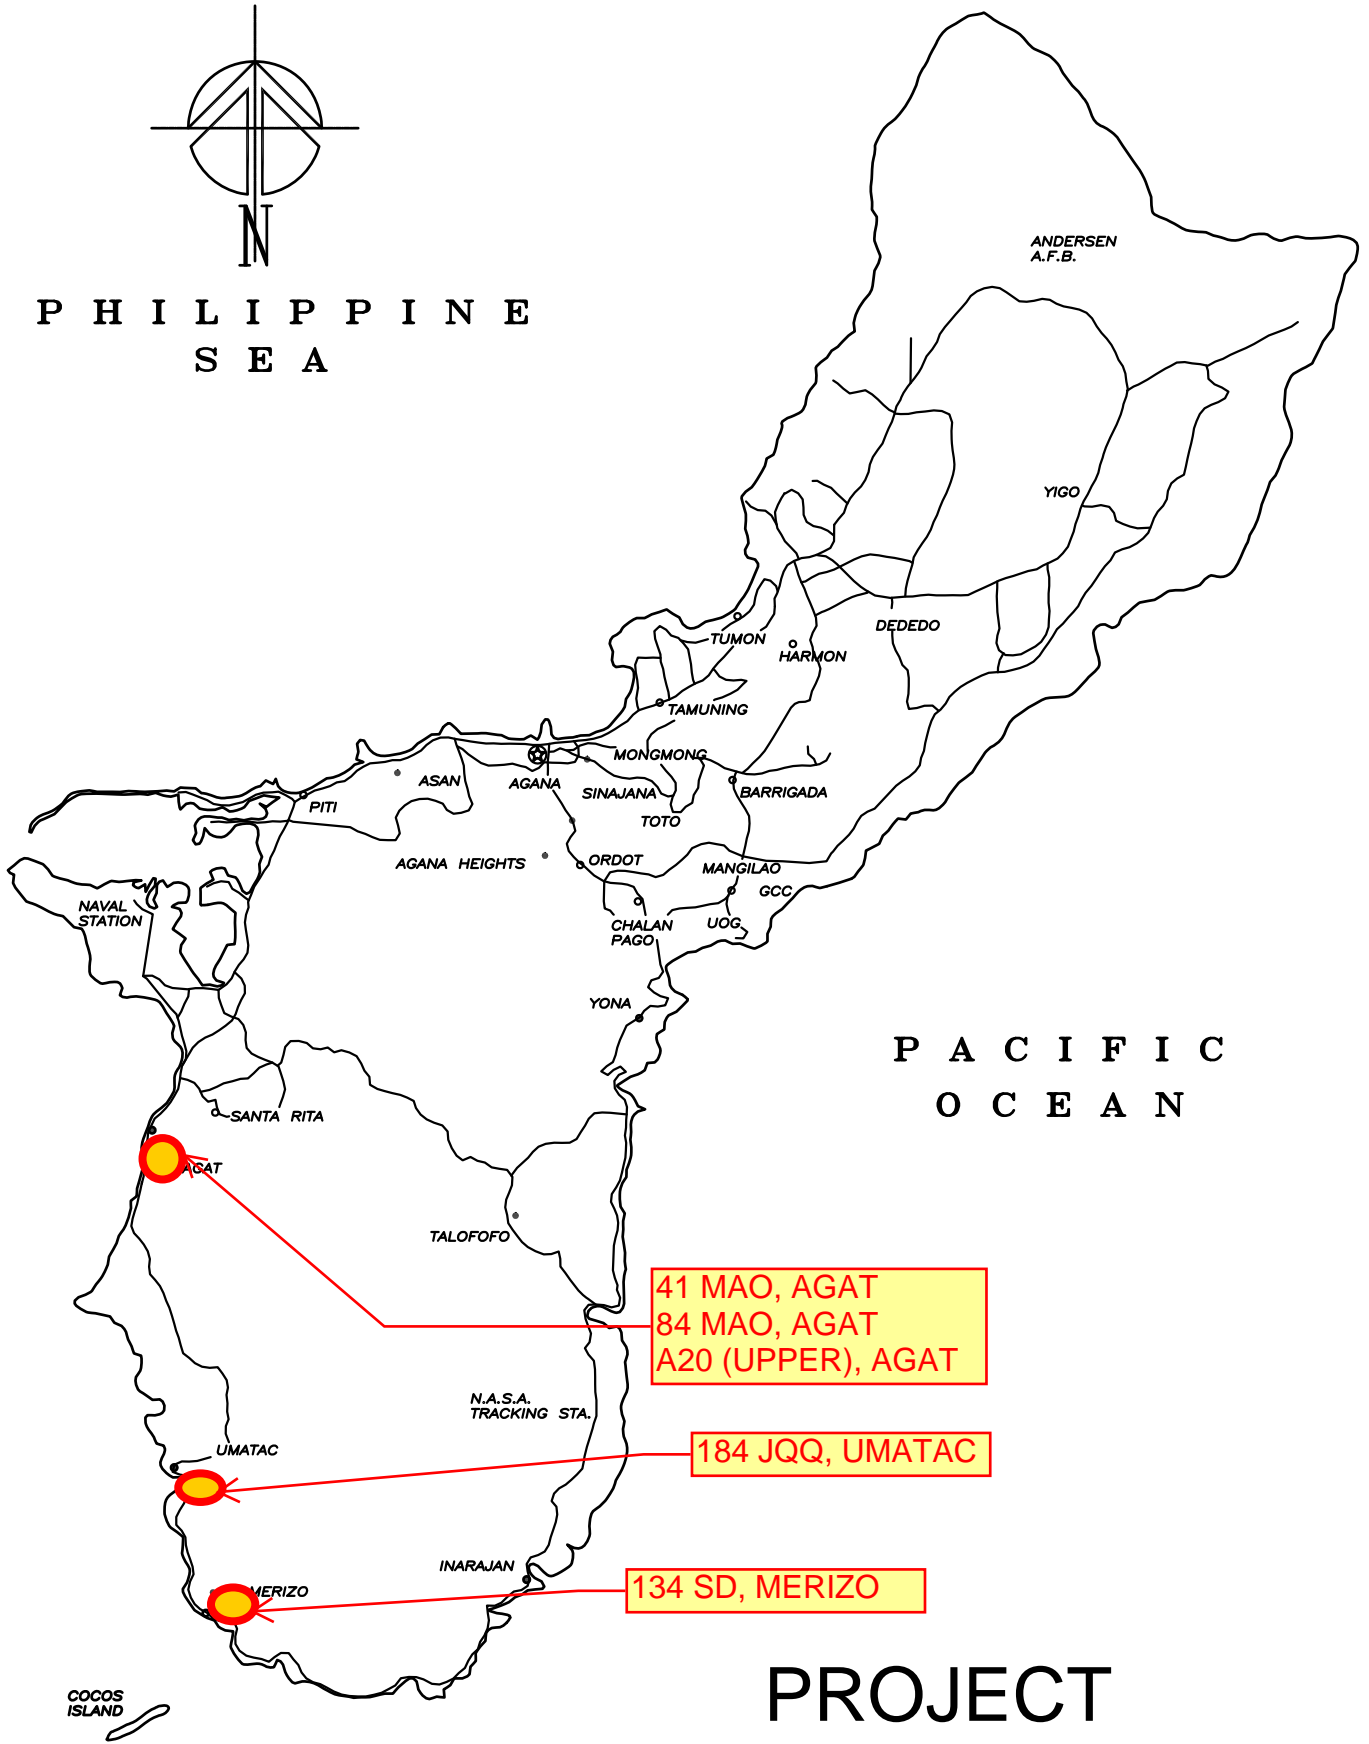 N
PHILIPPINE
SEA
ANDERSEN
A.F.B.
YIGO
DEDEDO
TUMON
HARMON
TAMUNING
MONGMONG
ASAN
AGANA
SINAJANA
BARRIGADA
PITI
TOTO
AGANA HEIGHTS
ORDOT
MANGILAO
GCC
NAVAL
STATION
CHALAN
PAGO
UOG
YONA
PACIFIC
OCEAN
SANTA RITA
AGAT
TALOFOFO
41 MAO, AGAT
84 MAO, AGAT
A20 (UPPER), AGAT
N.A.S.A.
TRACKING STA.
UMATAC
184 JQQ, UMATAC
INARAJAN
MERIZO
134 SD, MERIZO
COCOS
ISLAND
PROJECT